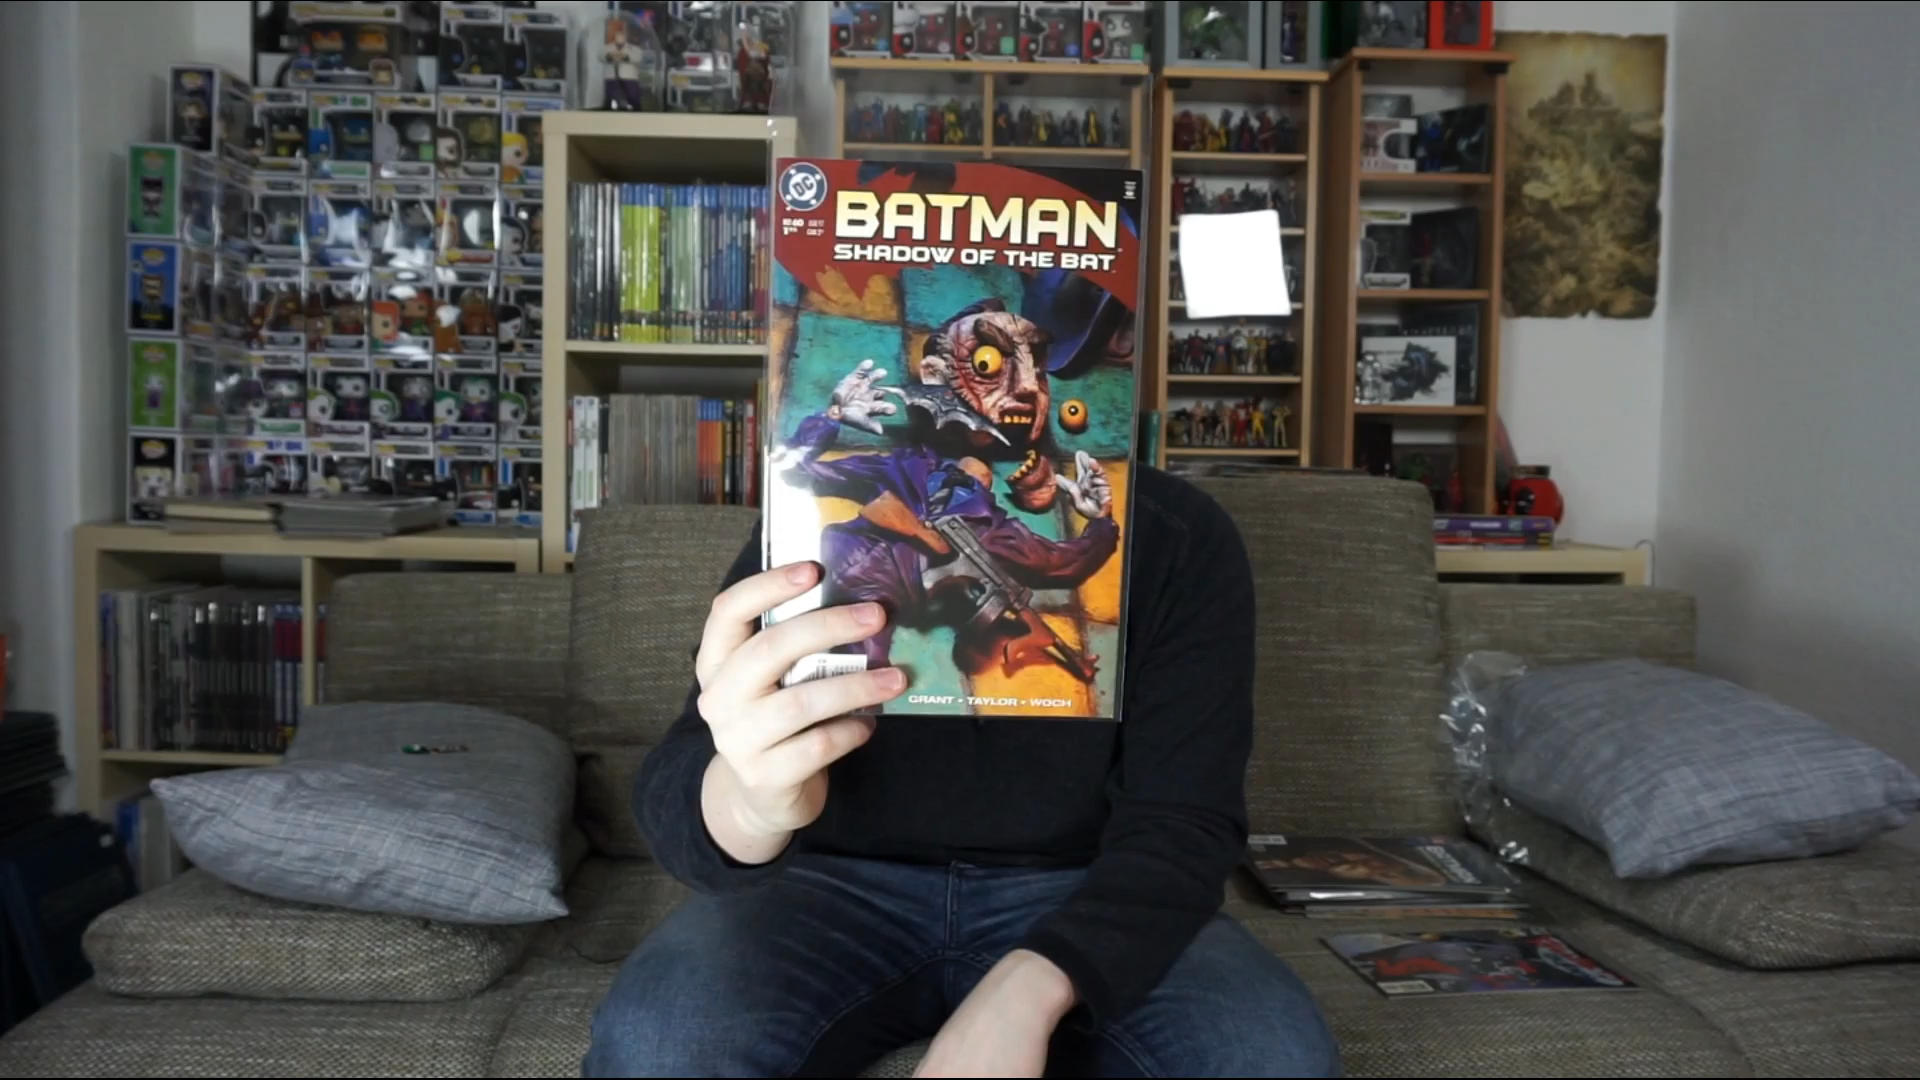 DC
BATMAN
SHADOW OF THE BAT
GRANT • TAYLOR • WOCH